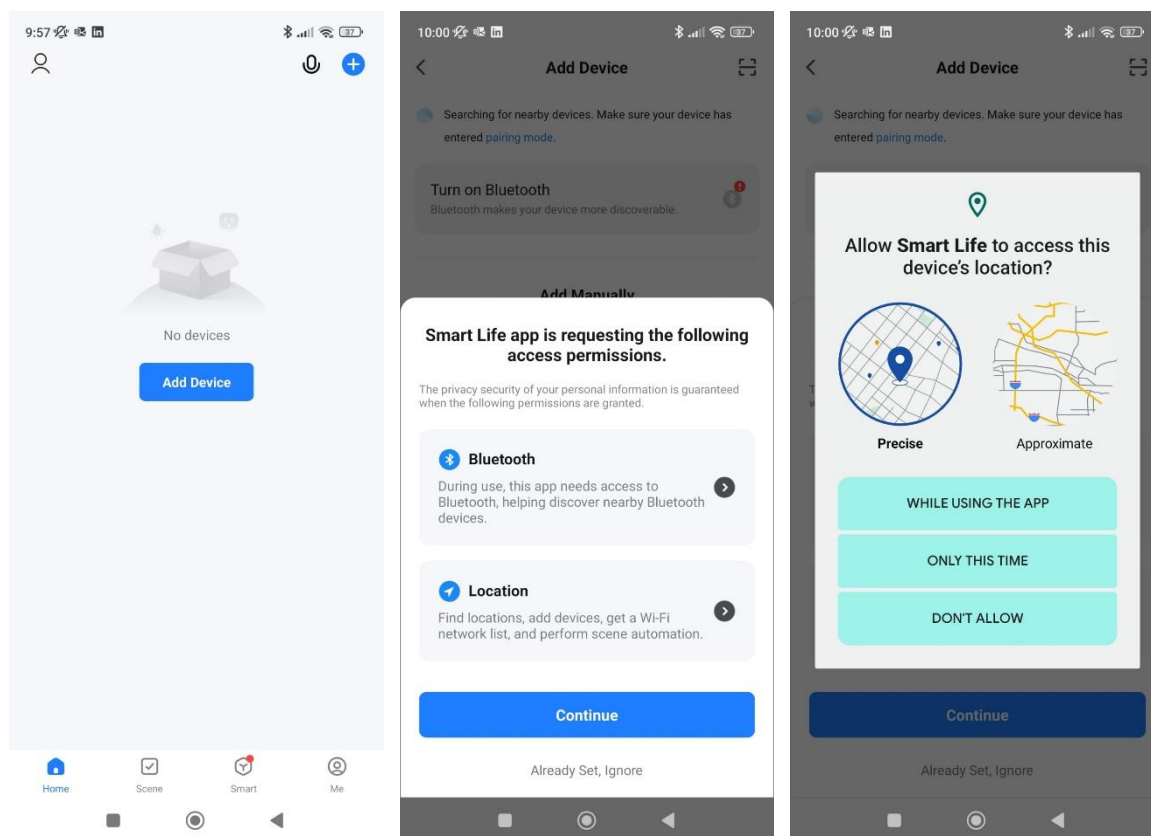 9:57
37
No devices
Add Device
Home
Scene
Smart
Me
10:00
37
Add Device
Searching for nearby devices. Make sure your device has
entered pairing mode.
Turn on Bluetooth
Bluetooth makes your device more discoverable.
Add Manually
Smart Life app is requesting the following
access permissions.
The privacy security of your personal information is guaranteed
when the following permissions are granted.
Bluetooth
During use, this app needs access to
Bluetooth, helping discover nearby Bluetooth
devices.
Location
Find locations, add devices, get a Wi-Fi
network list, and perform scene automation.
Continue
Already Set, Ignore
10:00
37
Add Device
Searching for nearby devices. Make sure your device has
entered pairing mode.
Allow Smart Life to access this
device's location?
Precise
Approximate
WHILE USING THE APP
ONLY THIS TIME
DON'T ALLOW
Continue
Already Set, Ignore